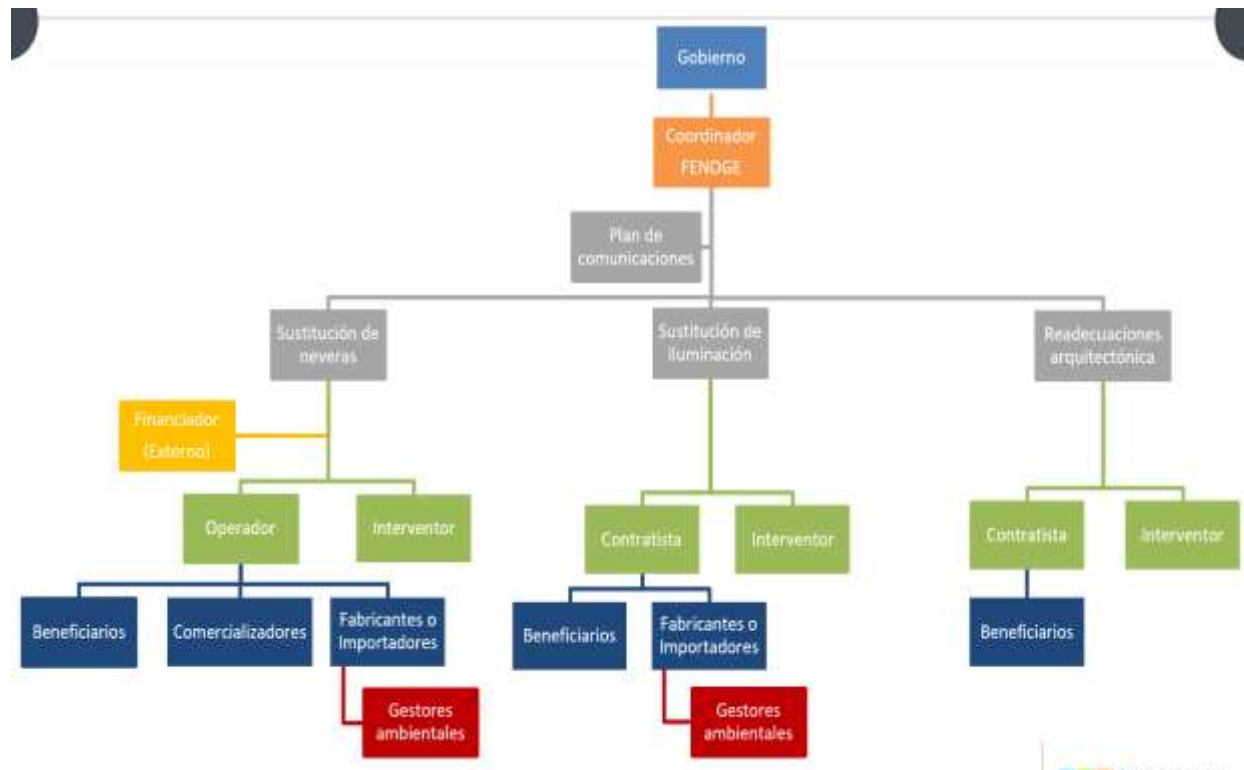 Gobierno
Coordinador
FENOGE
Plan de
comunicaciones
Sustitución de
neveras
Sustitución de
iluminación
Readecuaciones
arquitectónica
Financiador
(Externo)
Operador
Interventor
Contratista
Interventor
Contratista
Interventor
Beneficiarios
Comercializadores
Fabricantes o
Importadores
Beneficiarios
Fabricantes o
Importadores
Beneficiarios
Gestores
ambientales
Gestores
ambientales